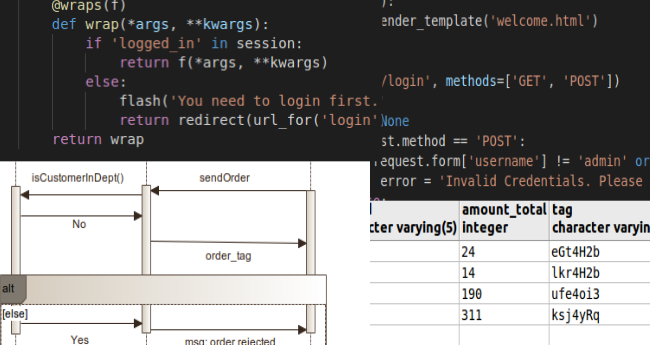 @wraps(f)
def wrap(*args, **kwargs):
if 'logged_in' in session:
return f(*args, **kwargs)
else:
flash('You need to login first.
return redirect(url_for('login'
return wrap
):
ender_template('welcome.html')
/login', methods=['GET', 'POST'])
None
st.method == 'POST':
equest.form['username'] != 'admin' or
error = 'Invalid Credentials. Please
isCustomerInDept()
sendOrder
No
order_tag
alt
[else]
Yes
msg: order rejected
cter varying(5)
amount_total
integer
tag
character varyin
24 eGt4H2b
14 lkr4H2b
190 ufe4oi3
311 ksj4yRq